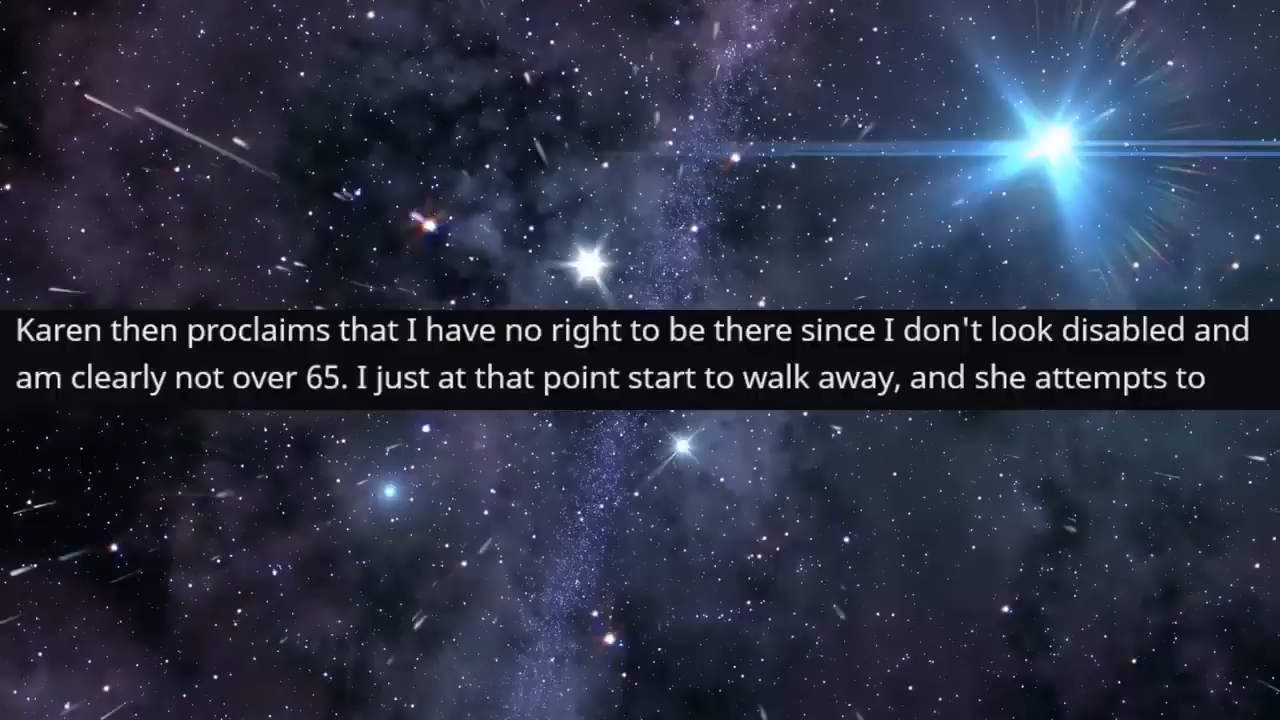 Karen then proclaims that I have no right to be there since I don't look disabled and
am clearly not over 65. I just at that point start to walk away, and she attempts to